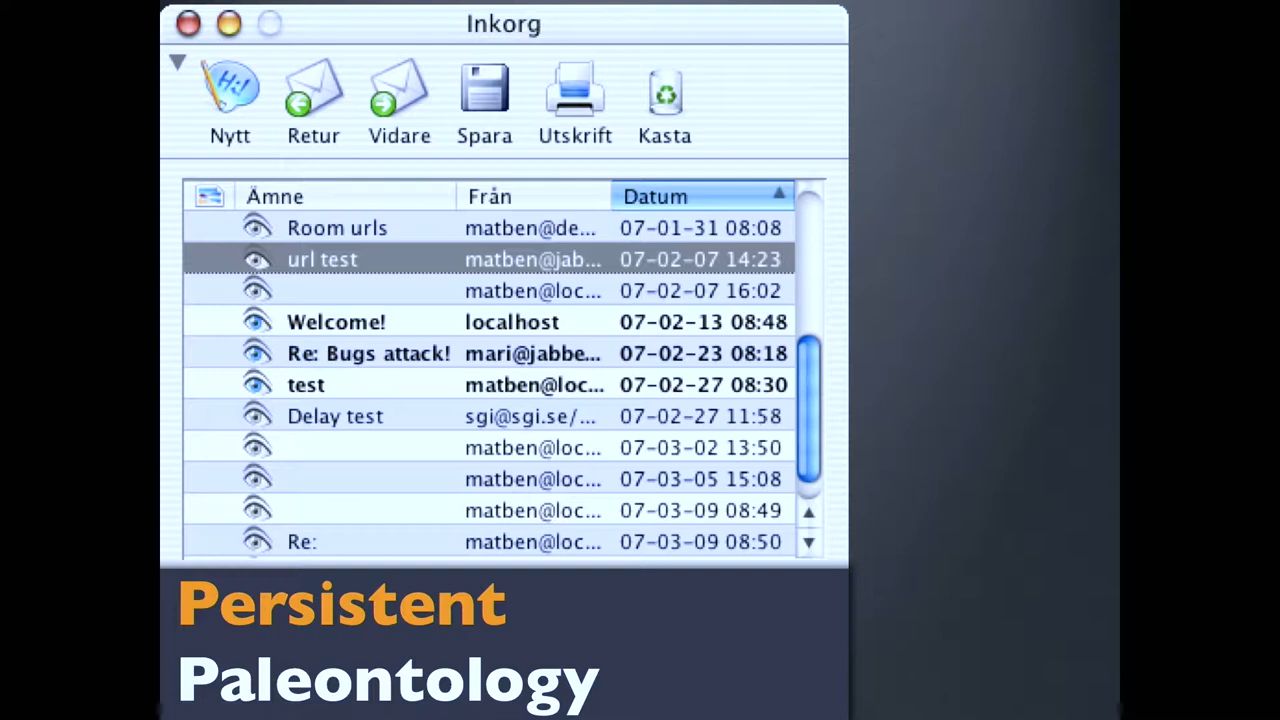 Inkorg
Hi!
Nytt Retur Vidare Spara Utskrift Kasta
Ämne Från Datum
Room urls matben@de... 07-01-31 08:08
url test matben@jab... 07-02-07 14:23
matben@loc... 07-02-07 16:02
Welcome! localhost 07-02-13 08:48
Re: Bugs attack! mari@jabbe... 07-02-23 08:18
test matben@loc... 07-02-27 08:30
Delay test sgi@sgi.se/... 07-02-27 11:58
matben@loc... 07-03-02 13:50
matben@loc... 07-03-05 15:08
matben@loc... 07-03-09 08:49
Re: matben@loc... 07-03-09 08:50
Persistent
Paleontology